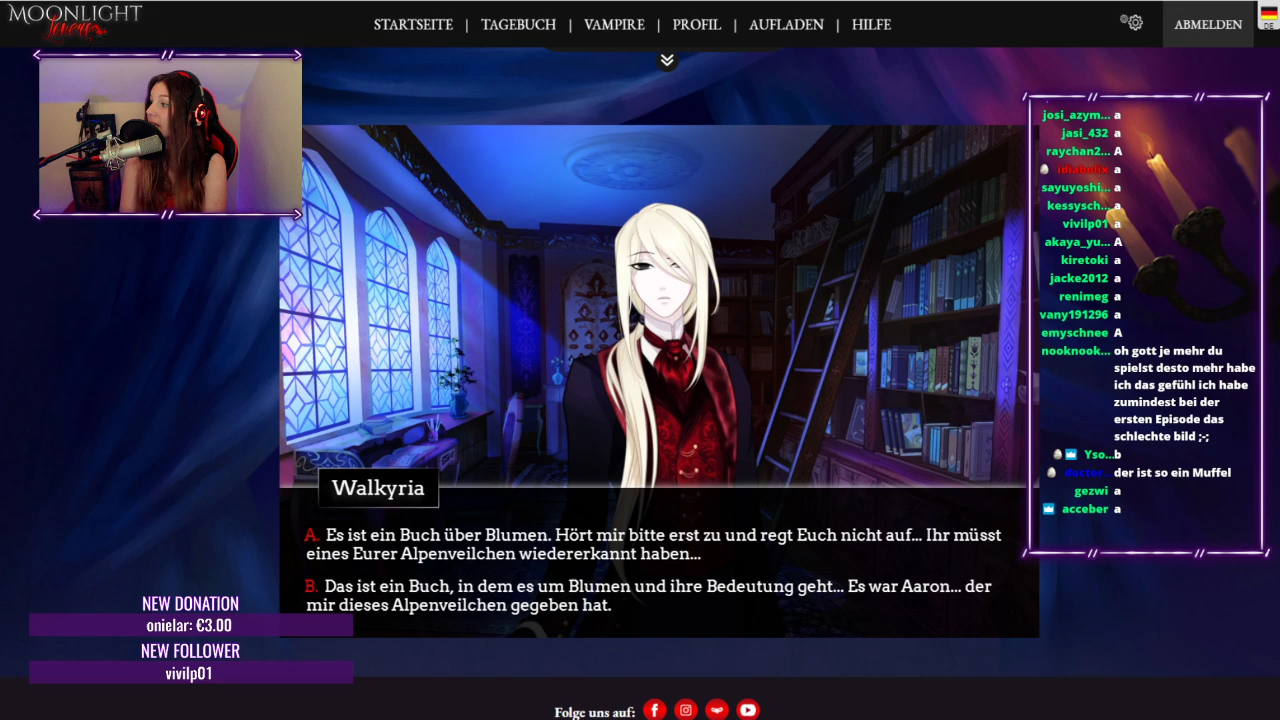 MOONLIGHT
Lovers
STARTSEITE | TAGEBUCH | VAMPIRE | PROFIL | AUFLADEN | HILFE
ABMELDEN
DE
josi_azym... a
jasi_432 a
raychan2... A
idiabolix a
sayuyoshi... a
kessysch... a
vivilp01 a
akaya_yu... A
kiretoki a
jacke2012 a
renimeg a
vany191296 a
emyschnee A
nooknook... oh gott je mehr du
spielst desto mehr habe
ich das gefühl ich habe
zumindest bei der
ersten Episode das
schlechte bild ;-;
Yso... b
doctor... der ist so ein Muffel
gezwi a
acceber a
Walkyria
A. Es ist ein Buch über Blumen. Hört mir bitte erst zu und regt Euch nicht auf... Ihr müsst
eines Eurer Alpenveilchen wiedererkannt haben...
B. Das ist ein Buch, in dem es um Blumen und ihre Bedeutung geht... Es war Aaron... der
mir dieses Alpenveilchen gegeben hat.
NEW DONATION
onielar: €3.00
NEW FOLLOWER
vivilp01
Folge uns auf: